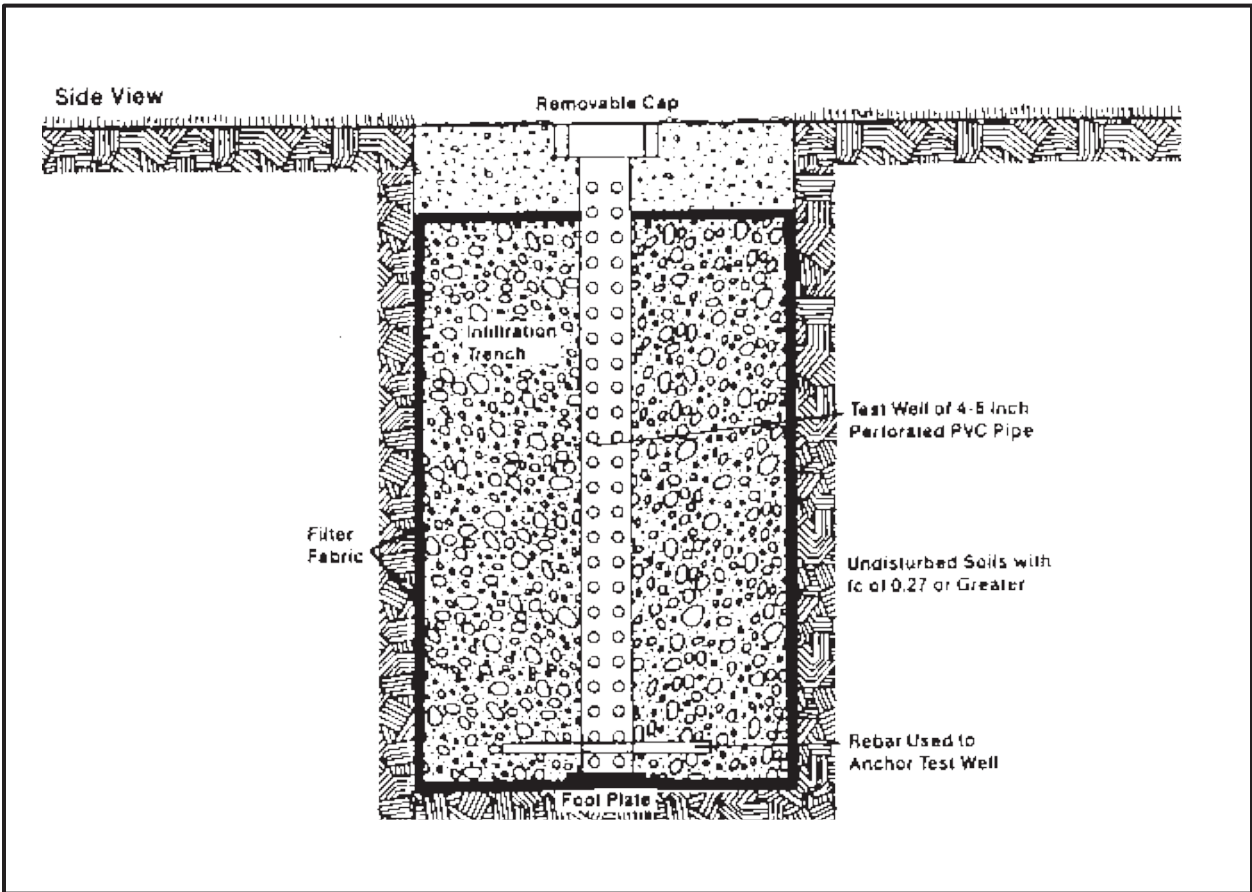 Side View
Removable Cap
Infiltration
Trench
Test Well of 4-6 Inch
Perforated PVC Pipe
Filter
Fabric
Undisturbed Soils with
fc of 0.27 or Greater
Rebar Used to
Anchor Test Well
Foot Plate